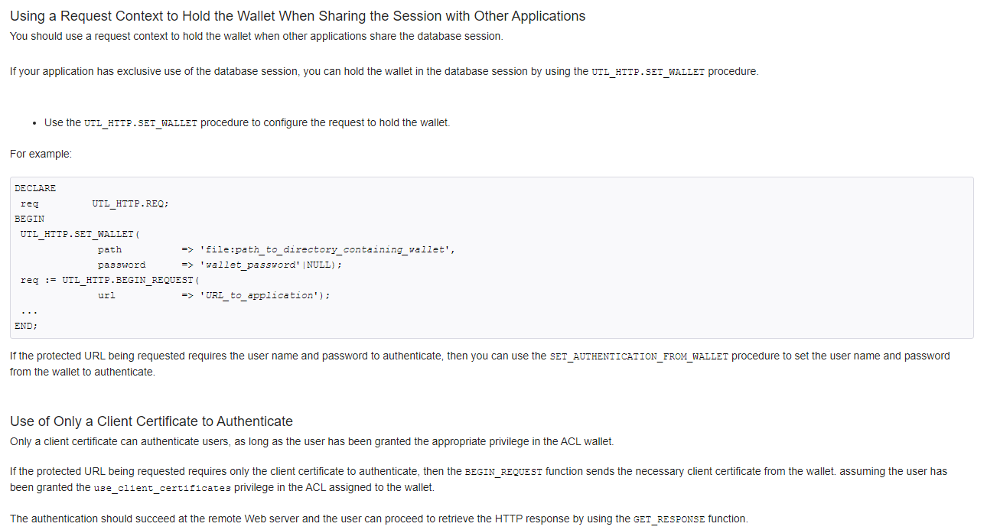 Using a Request Context to Hold the Wallet When Sharing the Session with Other Applications
You should use a request context to hold the wallet when other applications share the database session.
If your application has exclusive use of the database session, you can hold the wallet in the database session by using the UTL_HTTP.SET_WALLET procedure.
• Use the UTL_HTTP.SET_WALLET procedure to configure the request to hold the wallet.
For example:
DECLARE
req UTL_HTTP.REQ;
BEGIN
UTL_HTTP.SET_WALLET(
path => 'file:path_to_directory_containing_wallet',
password => 'wallet_password'|NULL);
req := UTL_HTTP.BEGIN_REQUEST(
url => 'URL_to_application');
...
END;
If the protected URL being requested requires the user name and password to authenticate, then you can use the SET_AUTHENTICATION_FROM_WALLET procedure to set the user name and password
from the wallet to authenticate.
Use of Only a Client Certificate to Authenticate
Only a client certificate can authenticate users, as long as the user has been granted the appropriate privilege in the ACL wallet.
If the protected URL being requested requires only the client certificate to authenticate, then the BEGIN_REQUEST function sends the necessary client certificate from the wallet. assuming the user has
been granted the use_client_certificates privilege in the ACL assigned to the wallet.
The authentication should succeed at the remote Web server and the user can proceed to retrieve the HTTP response by using the GET_RESPONSE function.